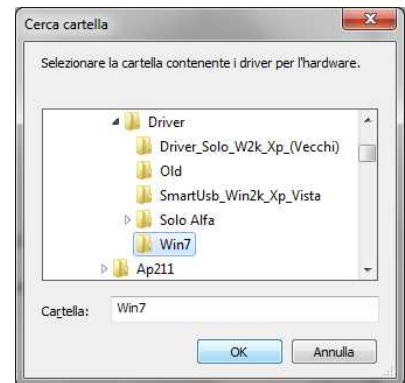 Cerca cartella
Selezionare la cartella contenente i driver per l'hardware.
Driver
Driver_Solo_W2k_Xp_(Vecchi)
Old
SmartUsb_Win2k_Xp_Vista
Solo Alfa
Win7
Ap211
Cartella: Win7
OK Annulla